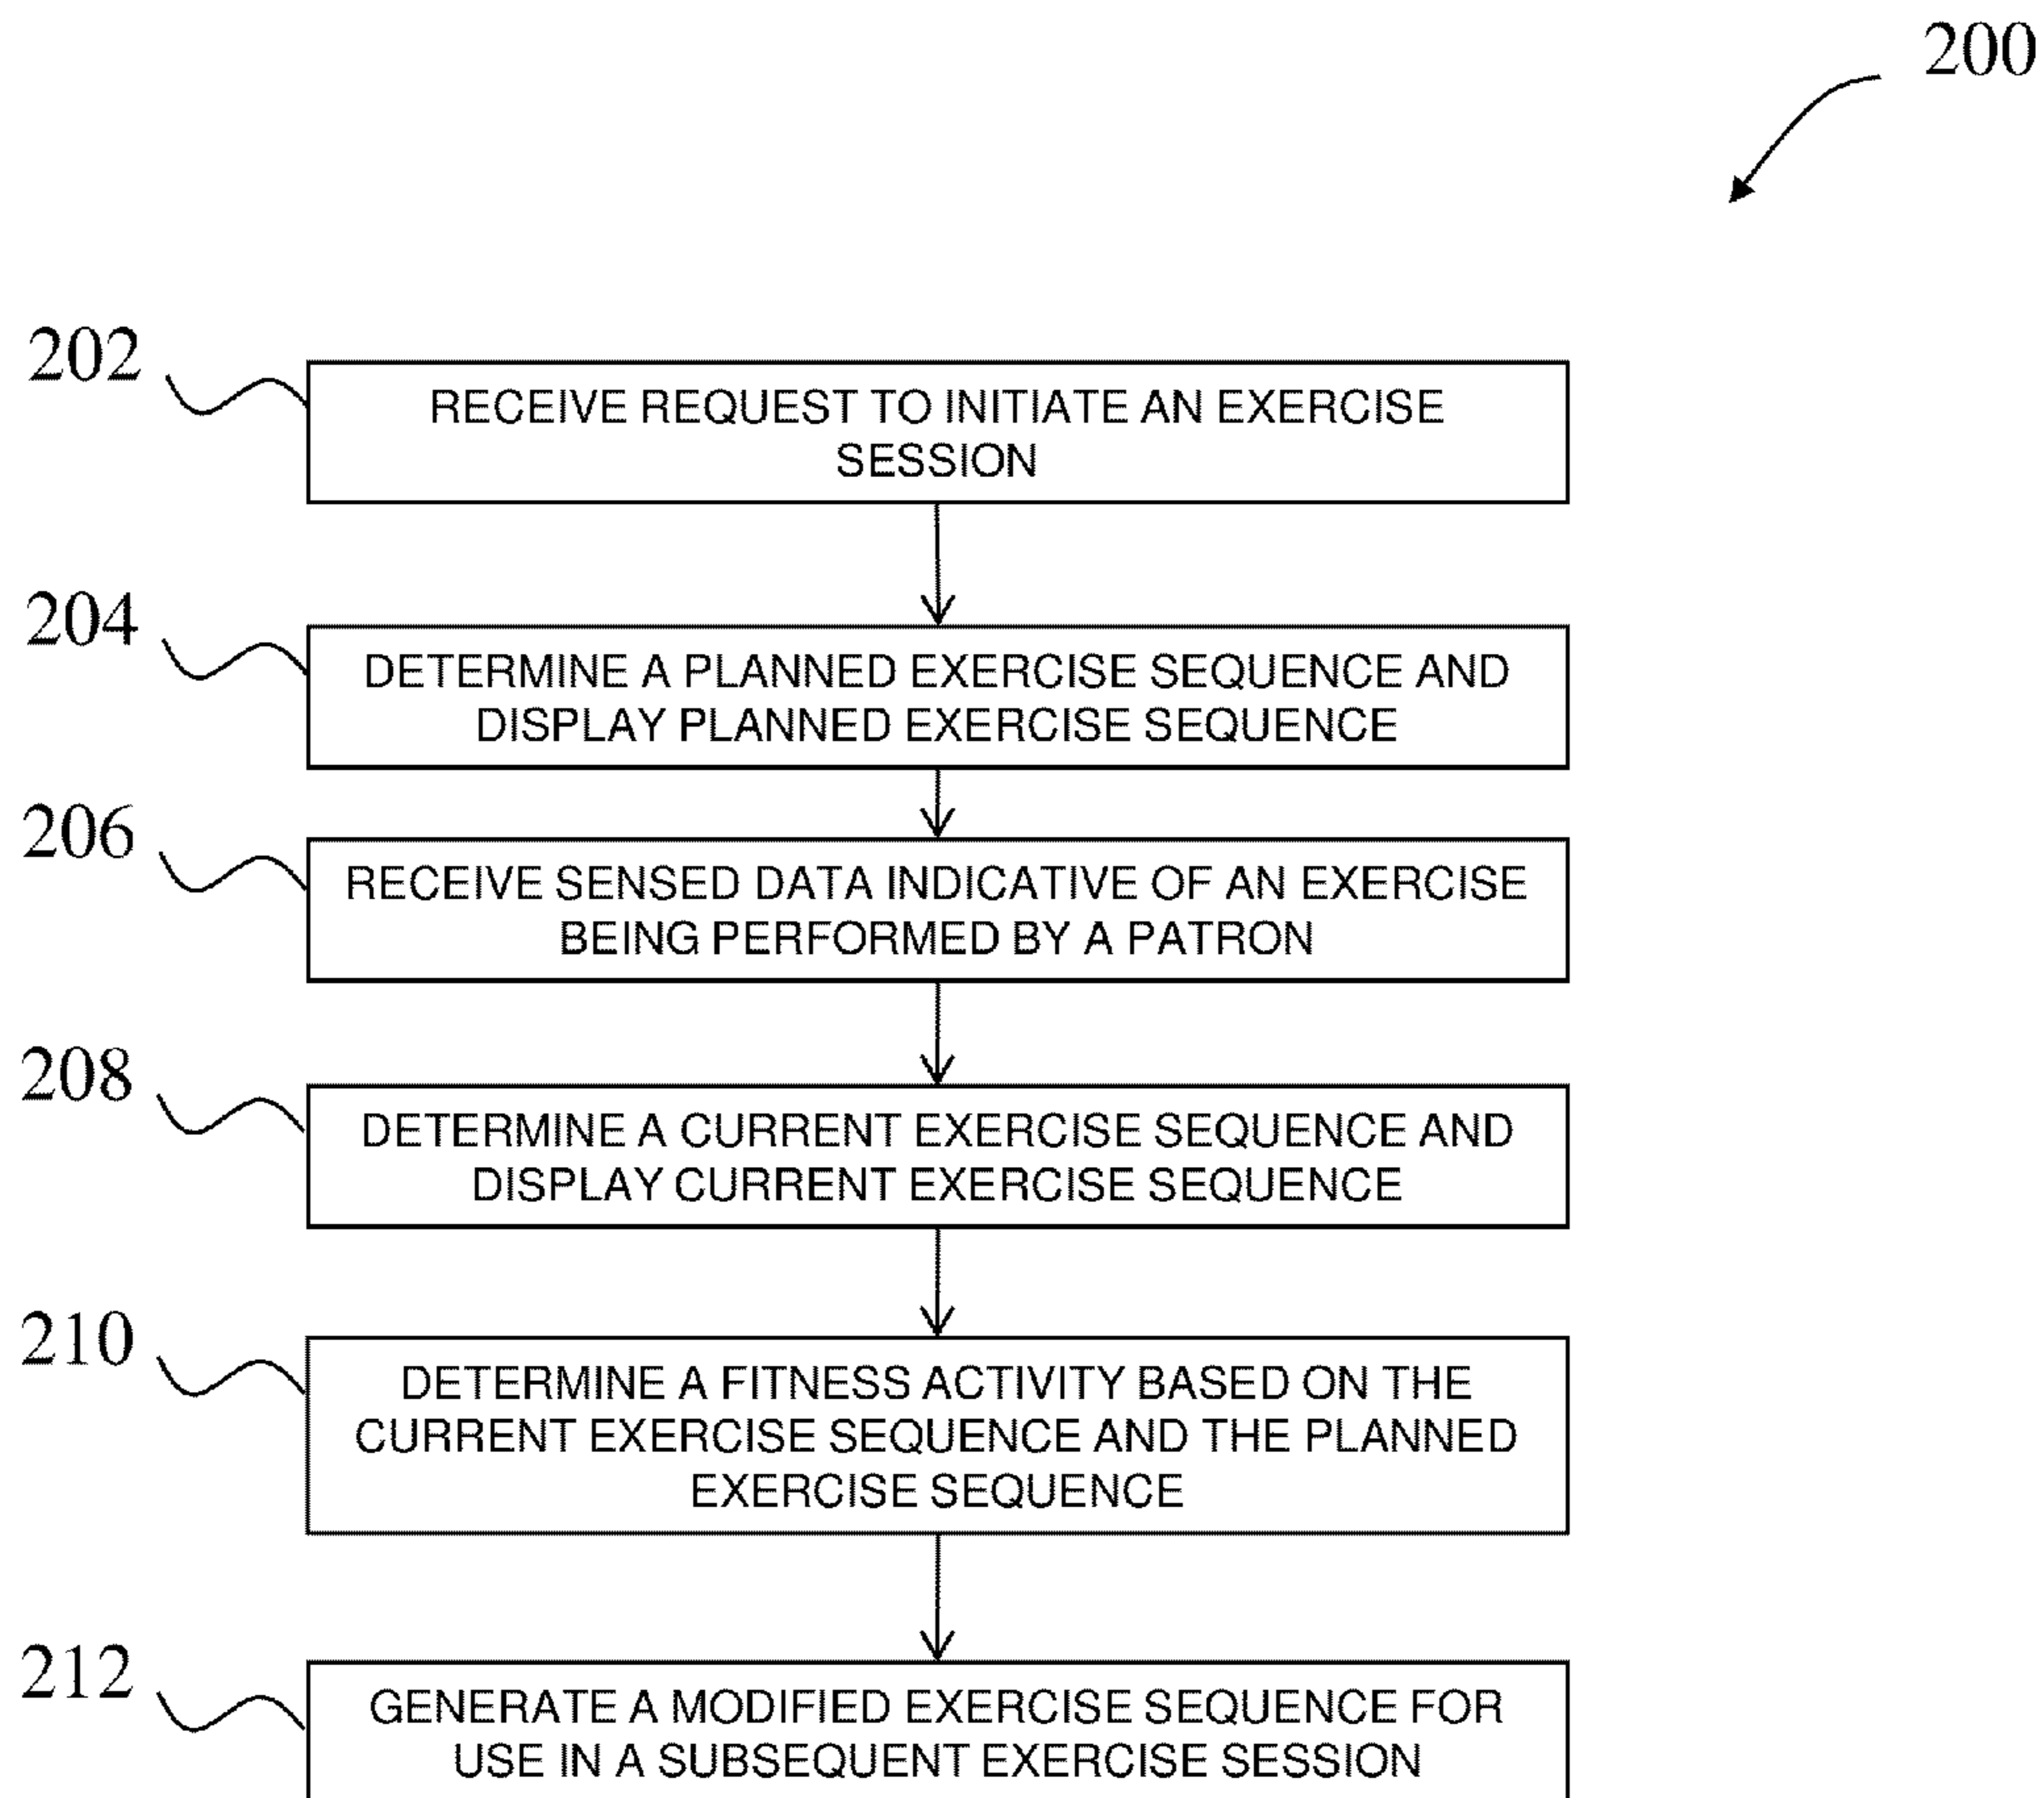 200
202
RECEIVE REQUEST TO INITIATE AN EXERCISE
SESSION
204
DETERMINE A PLANNED EXERCISE SEQUENCE AND
DISPLAY PLANNED EXERCISE SEQUENCE
206
RECEIVE SENSED DATA INDICATIVE OF AN EXERCISE
BEING PERFORMED BY A PATRON
208
DETERMINE A CURRENT EXERCISE SEQUENCE AND
DISPLAY CURRENT EXERCISE SEQUENCE
210
DETERMINE A FITNESS ACTIVITY BASED ON THE
CURRENT EXERCISE SEQUENCE AND THE PLANNED
EXERCISE SEQUENCE
212
GENERATE A MODIFIED EXERCISE SEQUENCE FOR
USE IN A SUBSEQUENT EXERCISE SESSION